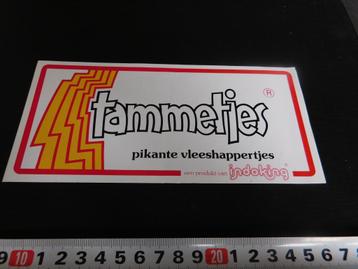 tammetjes ®
pikante vleeshappertjes
een produkt van indoking ®
9 10 1 2 3 4 5 6 7 8 9 20 1 2 3 4 5 6